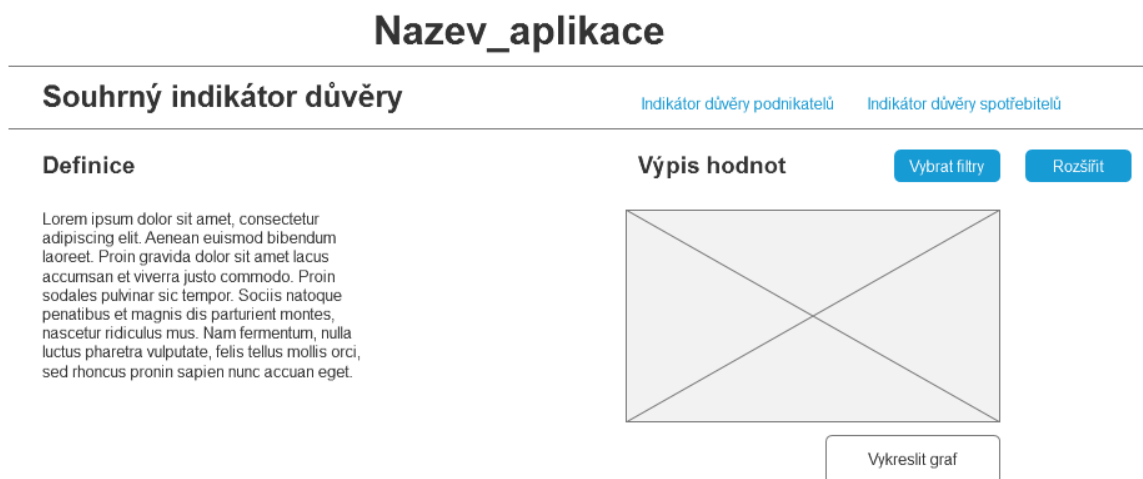 Nazev_aplikace
Souhrný indikátor důvěry
Indikátor důvěry podnikatelů
Indikátor důvěry spotřebitelů
Definice
Lorem ipsum dolor sit amet, consectetur
adipiscing elit. Aenean euismod bibendum
laoreet. Proin gravida dolor sit amet lacus
accumsan et viverra justo commodo. Proin
sodales pulvinar sic tempor. Sociis natoque
penatibus et magnis dis parturient montes,
nascetur ridiculus mus. Nam fermentum, nulla
luctus pharetra vulputate, felis tellus mollis orci,
sed rhoncus pronin sapien nunc accuan eget.
Výpis hodnot
Vybrat filtry
Rozšířit
Vykreslit graf